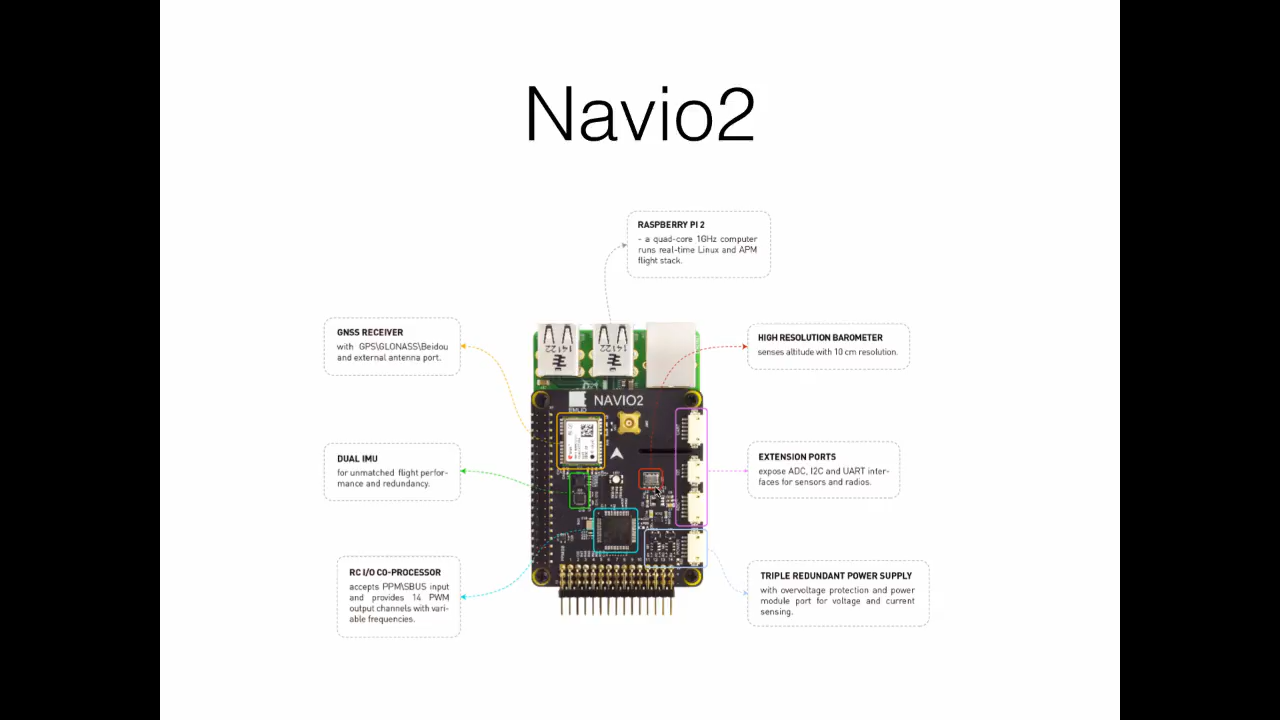 Navio2
RASPBERRY PI 2
- a quad-core 1GHz computer
runs real-time Linux and APM
flight stack.
GNSS RECEIVER
with GPS\GLONASS\Beidou
and external antenna port.
HIGH RESOLUTION BAROMETER
senses altitude with 10 cm resolution.
14122
14122
NAVIO2
EMLID
DUAL IMU
for unmatched flight perfor-
mance and redundancy.
EXTENSION PORTS
expose ADC, I2C and UART inter-
faces for sensors and radios.
RC I/O CO-PROCESSOR
accepts PPM\SBUS input
and provides 14 PWM
output channels with vari-
able frequencies.
TRIPLE REDUNDANT POWER SUPPLY
with overvoltage protection and power
module port for voltage and current
sensing.